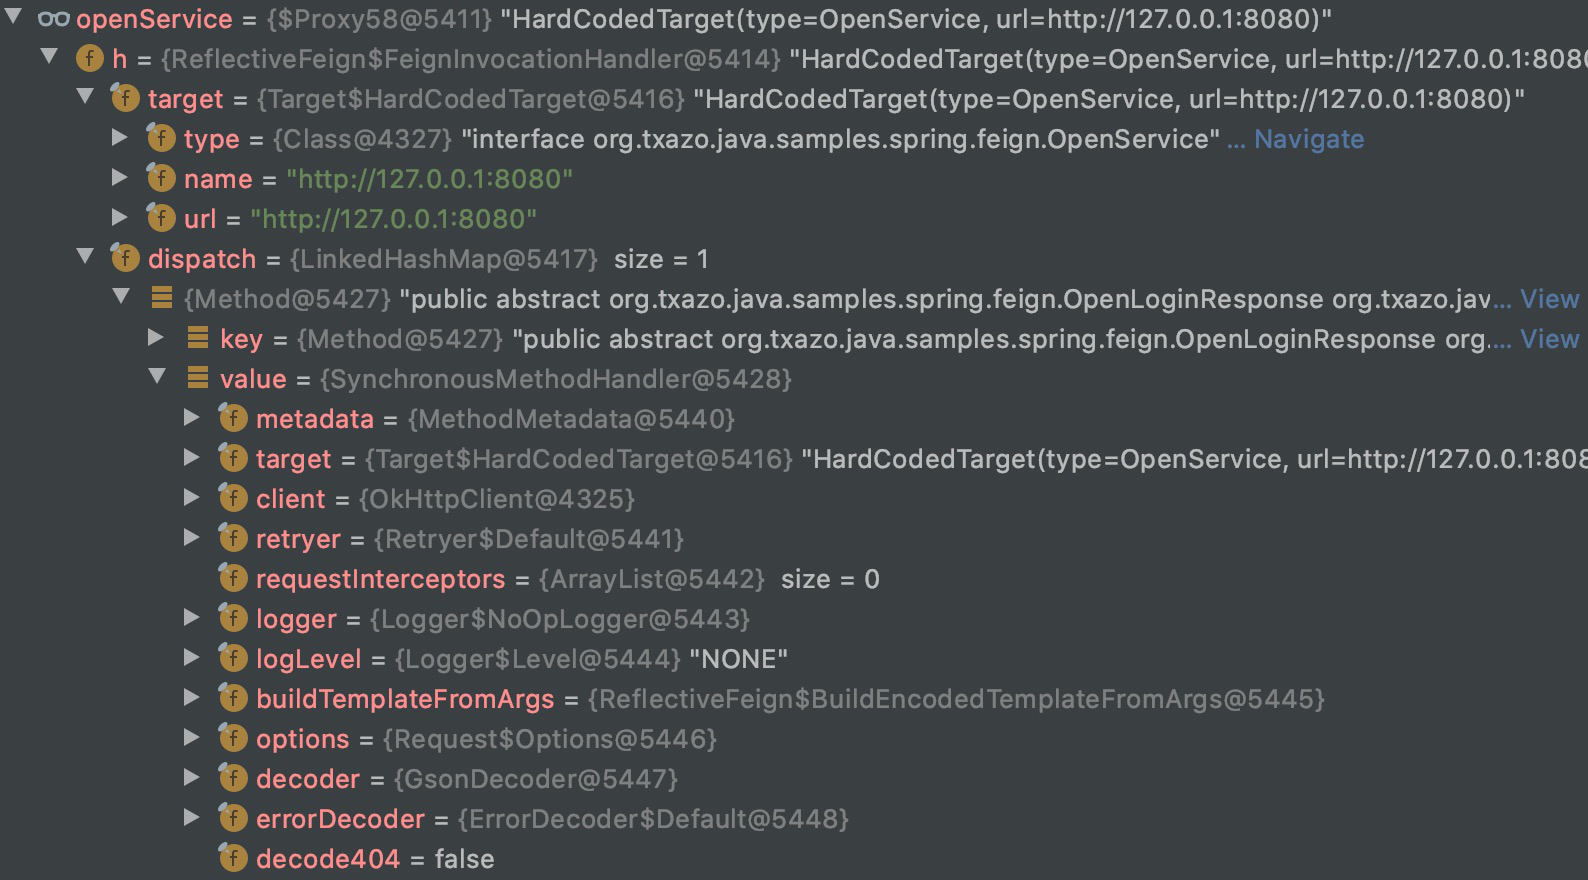 openService = {$Proxy58@5411} "HardCodedTarget(type=OpenService, url=http://127.0.0.1:8080)"
f h = {ReflectiveFeign$FeignInvocationHandler@5414} "HardCodedTarget(type=OpenService, url=http://127.0.0.1:8080
f target = {Target$HardCodedTarget@5416} "HardCodedTarget(type=OpenService, url=http://127.0.0.1:8080)"
f type = {Class@4327} "interface org.txazo.java.samples.spring.feign.OpenService" ... Navigate
f name = "http://127.0.0.1:8080"
f url = "http://127.0.0.1:8080"
f dispatch = {LinkedHashMap@5417} size = 1
{Method@5427} "public abstract org.txazo.java.samples.spring.feign.OpenLoginResponse org.txazo.jav... View
key = {Method@5427} "public abstract org.txazo.java.samples.spring.feign.OpenLoginResponse org.... View
value = {SynchronousMethodHandler@5428}
f metadata = {MethodMetadata@5440}
f target = {Target$HardCodedTarget@5416} "HardCodedTarget(type=OpenService, url=http://127.0.0.1:808
f client = {OkHttpClient@4325}
f retryer = {Retryer$Default@5441}
f requestInterceptors = {ArrayList@5442} size = 0
f logger = {Logger$NoOpLogger@5443}
f logLevel = {Logger$Level@5444} "NONE"
f buildTemplateFromArgs = {ReflectiveFeign$BuildEncodedTemplateFromArgs@5445}
f options = {Request$Options@5446}
f decoder = {GsonDecoder@5447}
f errorDecoder = {ErrorDecoder$Default@5448}
f decode404 = false